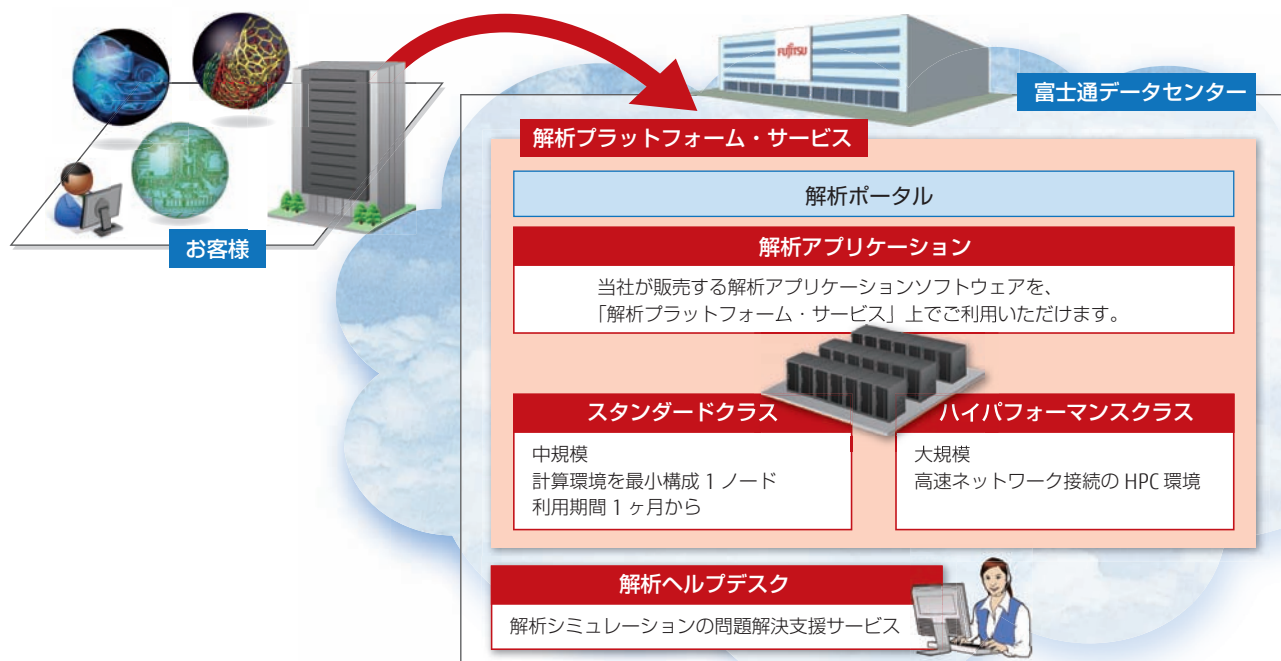 FUJITSU
富士通データセンター
お客様
解析プラットフォーム・サービス
解析ポータル
解析アプリケーション
当社が販売する解析アプリケーションソフトウェアを、
「解析プラットフォーム・サービス」上でご利用いただけます。
スタンダードクラス
中規模
計算環境を最小構成 1 ノード
利用期間 1 ヶ月から
ハイパフォーマンスクラス
大規模
高速ネットワーク接続の HPC 環境
解析ヘルプデスク
解析シミュレーションの問題解決支援サービス